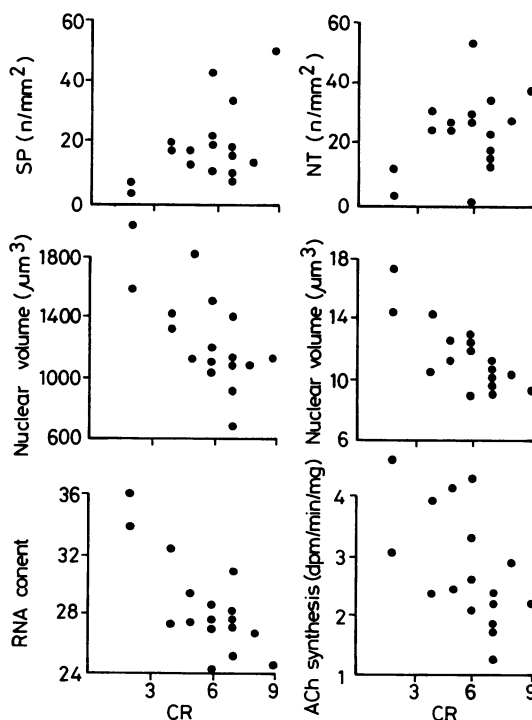 SP (n/mm²)
60
40
20
0
NT (n/mm²)
60
40
20
0
Nuclear volume (μm³)
1800
1400
1000
600
Nuclear volume (μm³)
18
14
10
6
RNA conent
36
32
28
24
3 6 9
CR
ACh synthesis (dpm/min/mg)
4
3
2
1
3 6 9
CR